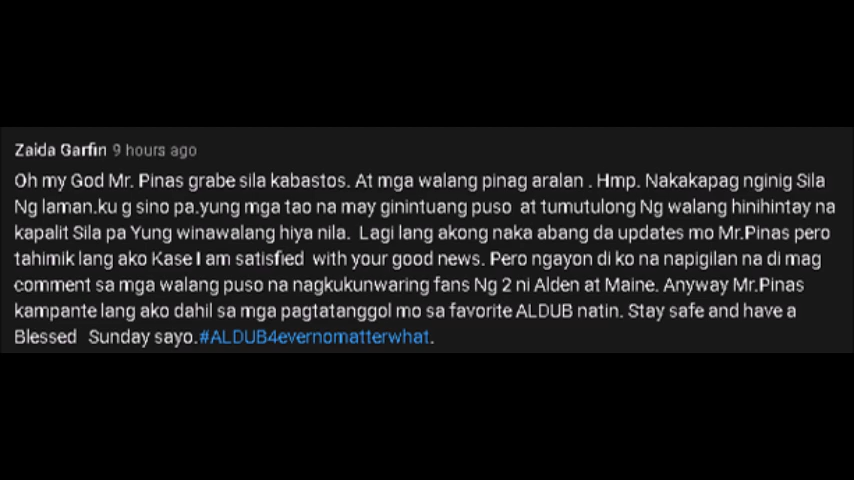 Zaida Garfin 9 hours ago
Oh my God Mr. Pinas grabe sila kabastos. At mga walang pinag aralan . Hmp. Nakakapag nginig Sila
Ng laman.ku g sino pa.yung mga tao na may ginintuang puso at tumutulong Ng walang hinihintay na
kapalit Sila pa Yung winawalang hiya nila. Lagi lang akong naka abang da updates mo Mr.Pinas pero
tahimik lang ako Kase I am satisfied with your good news. Pero ngayon di ko na napigilan na di mag
comment sa mga walang puso na nagkukunwaring fans Ng 2 ni Alden at Maine. Anyway Mr.Pinas
kampante lang ako dahil sa mga pagtatanggol mo sa favorite ALDUB natin. Stay safe and have a
Blessed Sunday sayo.#ALDUB4evernomatterwhat.